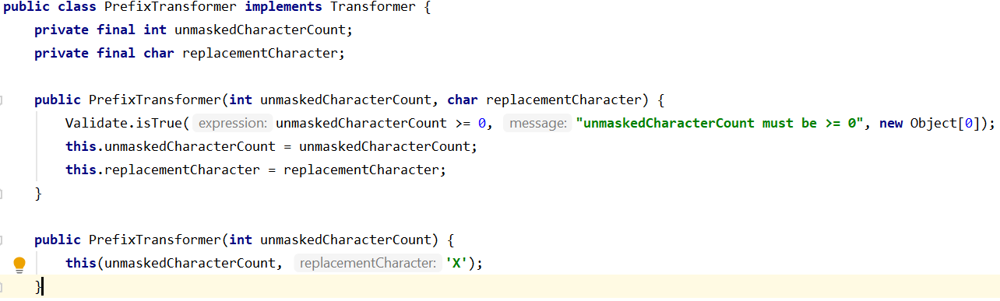 public class PrefixTransformer implements Transformer {
    private final int unmaskedCharacterCount;
    private final char replacementCharacter;
    public PrefixTransformer(int unmaskedCharacterCount, char replacementCharacter) {
        Validate.isTrue( expression: unmaskedCharacterCount >= 0, message: "unmaskedCharacterCount must be >= 0", new Object[0]);
        this.unmaskedCharacterCount = unmaskedCharacterCount;
        this.replacementCharacter = replacementCharacter;
    }
    public PrefixTransformer(int unmaskedCharacterCount) {
        this(unmaskedCharacterCount, replacementCharacter: 'X');
    }